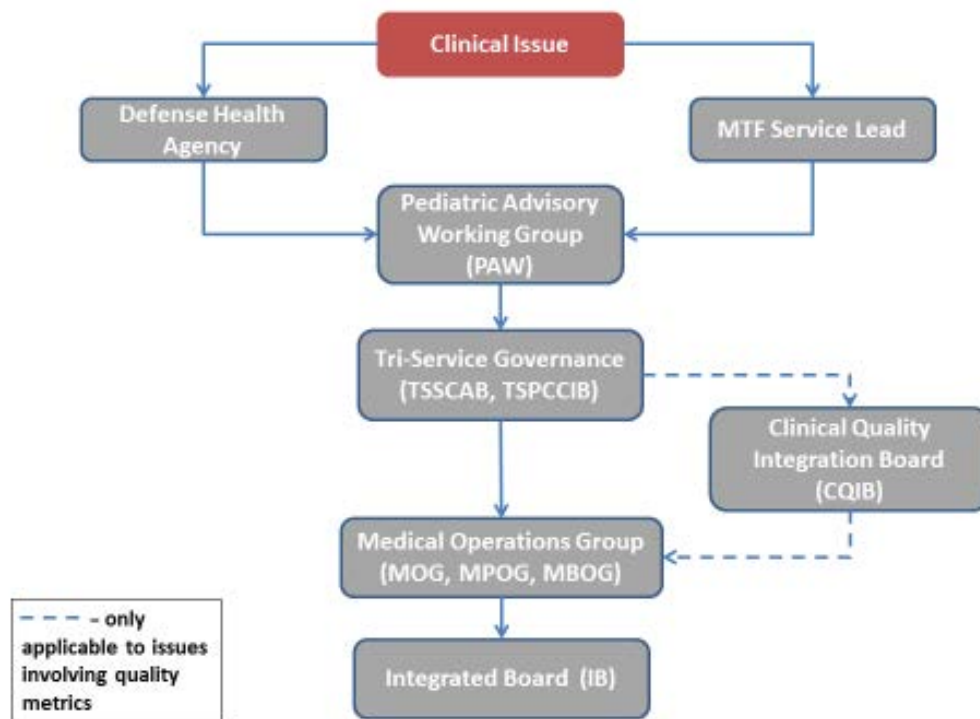 Clinical Issue
Defense Health
Agency
MTF Service Lead
Pediatric Advisory
Working Group
(PAW)
Tri-Service Governance
(TSSCAB, TSPCCIB)
Clinical Quality
Integration Board
(CQIB)
Medical Operations Group
(MOG, MPOG, MBOG)
Integrated Board (IB)
– only
applicable to issues
involving quality
metrics